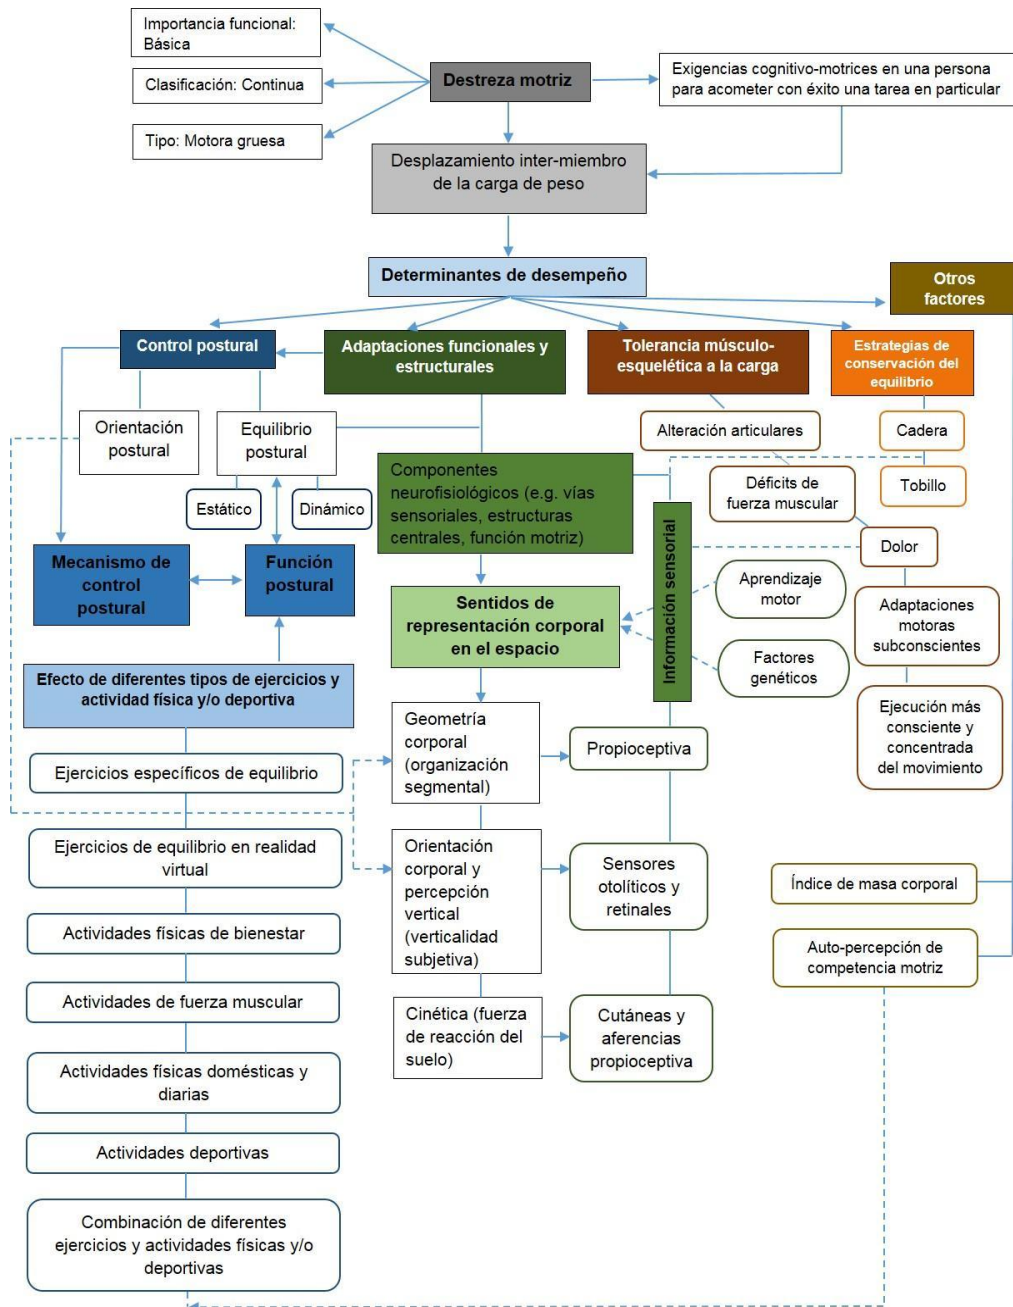 Importancia funcional:
Básica
Clasificación: Continua
Tipo: Motora gruesa
Destreza motriz
Exigencias cognitivo-motrices en una persona
para acometer con éxito una tarea en particular
Desplazamiento inter-miembro
de la carga de peso
Determinantes de desempeño
Otros
factores
Control postural
Adaptaciones funcionales y
estructurales
Tolerancia músculo-
esquelética a la carga
Estrategias de
conservación del
equilibrio
Orientación
postural
Equilibrio
postural
Estático
Dinámico
Mecanismo de
control
postural
Función
postural
Componentes
neurofisiológicos (e.g. vías
sensoriales, estructuras
centrales, función motriz)
Sentidos de
representación corporal
en el espacio
Información sensorial
Alteración articulares
Déficits de
fuerza muscular
Dolor
Adaptaciones
motoras
subconscientes
Ejecución más
consciente y
concentrada
del movimiento
Cadera
Tobillo
Aprendizaje
motor
Factores
genéticos
Efecto de diferentes tipos de ejercicios y
actividad física y/o deportiva
Ejercicios específicos de equilibrio
Ejercicios de equilibrio en realidad
virtual
Actividades físicas de bienestar
Actividades de fuerza muscular
Actividades físicas domésticas y
diarias
Actividades deportivas
Combinación de diferentes
ejercicios y actividades físicas y/o
deportivas
Geometría
corporal
(organización
segmental)
Propioceptiva
Orientación
corporal y
percepción
vertical
(verticalidad
subjetiva)
Sensores
otolíticos y
retinales
Cinética (fuerza
de reacción del
suelo)
Cutáneas y
aferencias
propioceptiva
Índice de masa corporal
Auto-percepción de
competencia motriz